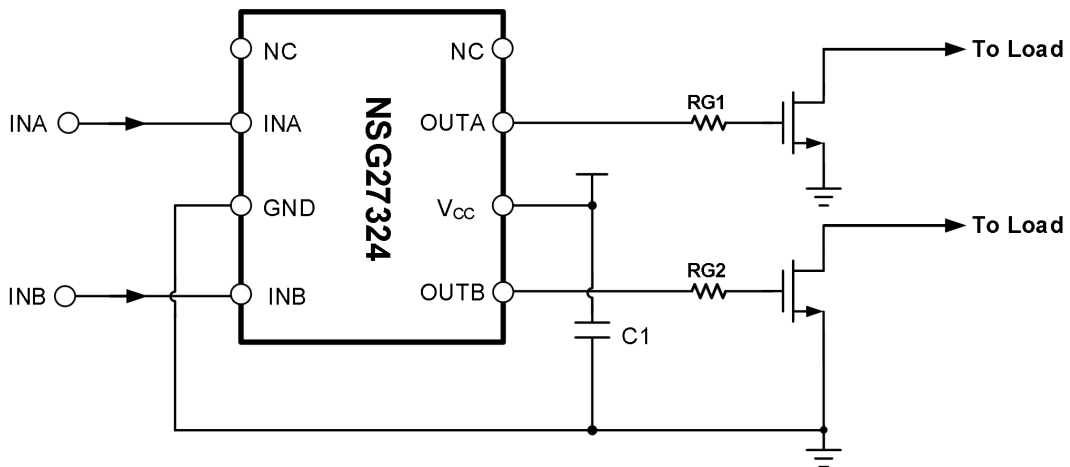 NC
NC
To Load
RG1
INA
INA
OUTA
NSG27324
GND
VCC
To Load
RG2
INB
INB
OUTB
C1